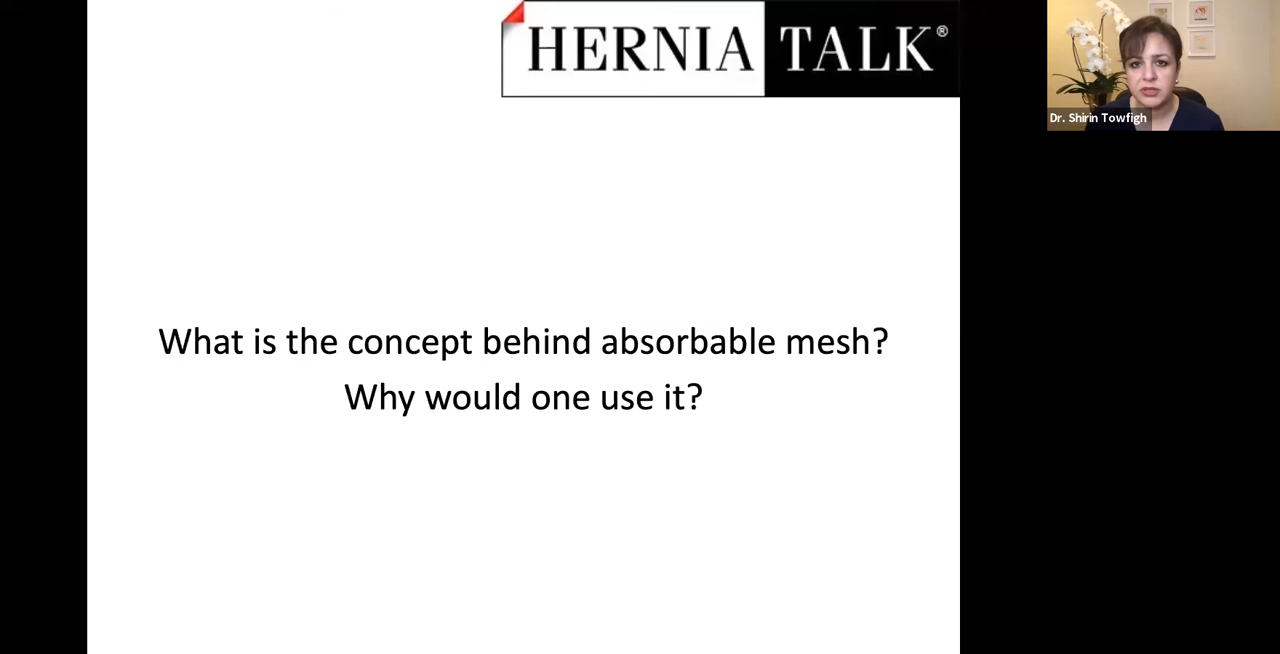 HERNIA TALK®
Dr. Shirin Towfigh
What is the concept behind absorbable mesh?
Why would one use it?